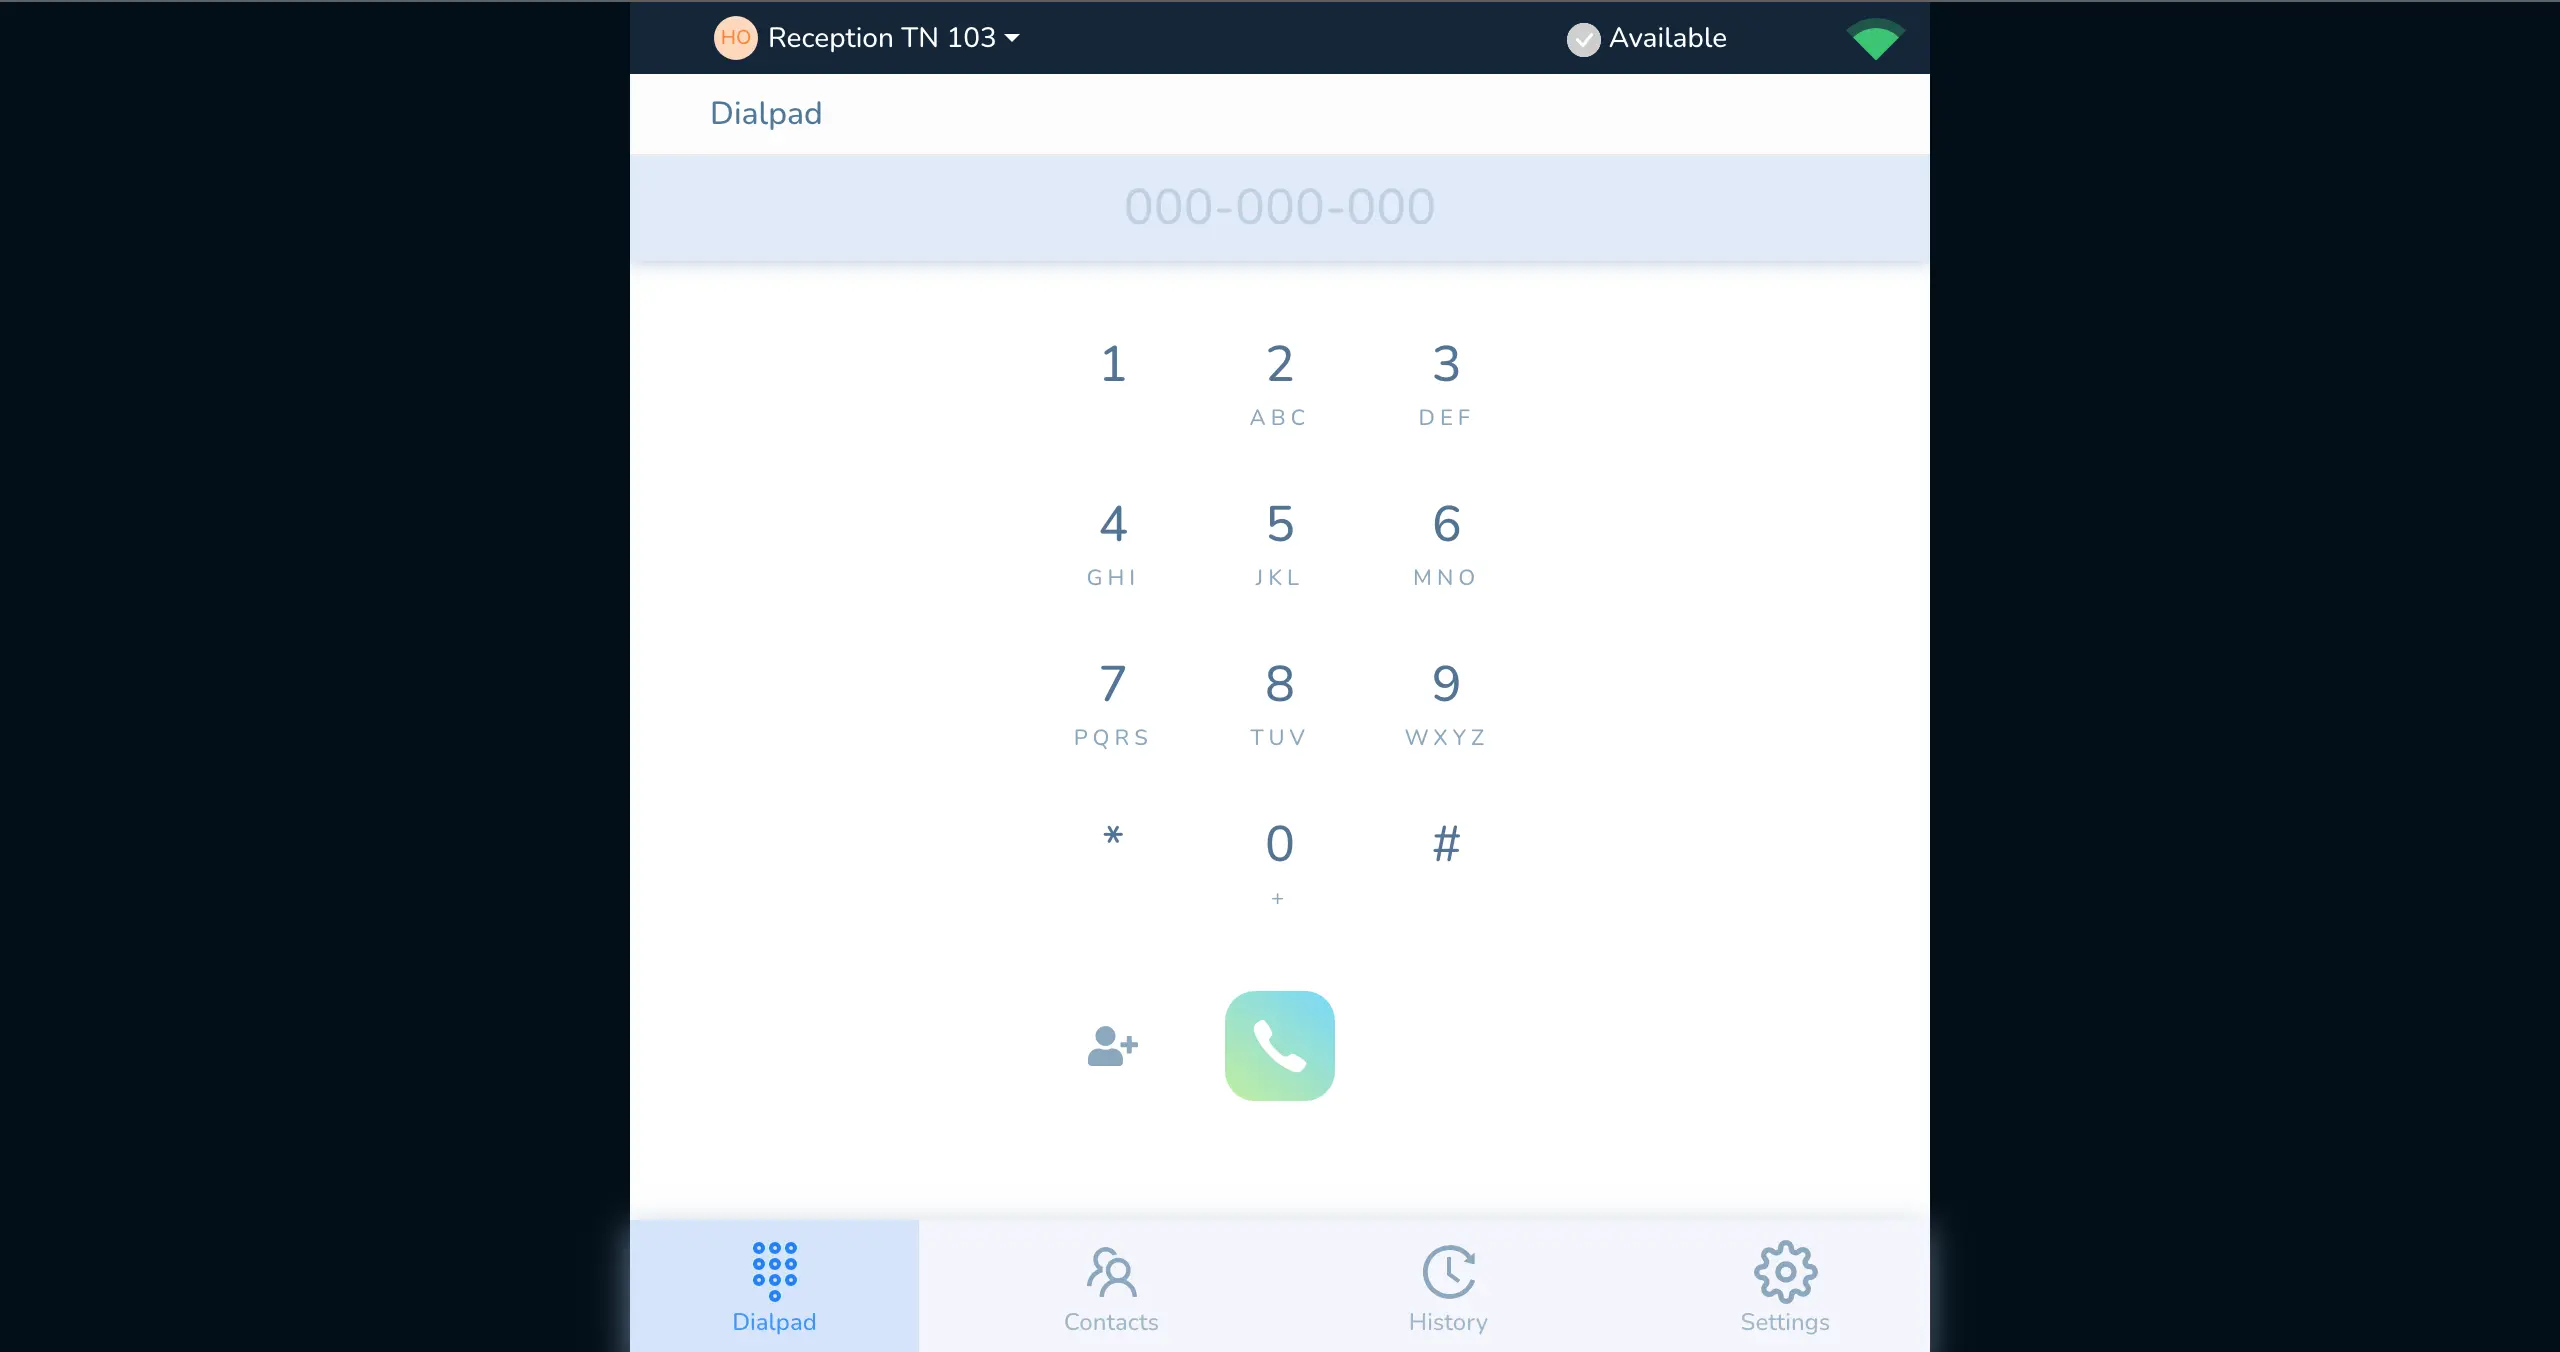 HO Reception TN 103 Available
Dialpad
000-000-000
1 2 3
ABC DEF
4 5 6
GHI JKL MNO
7 8 9
PQRS TUV WXYZ
* 0 #
+
Dialpad Contacts History Settings